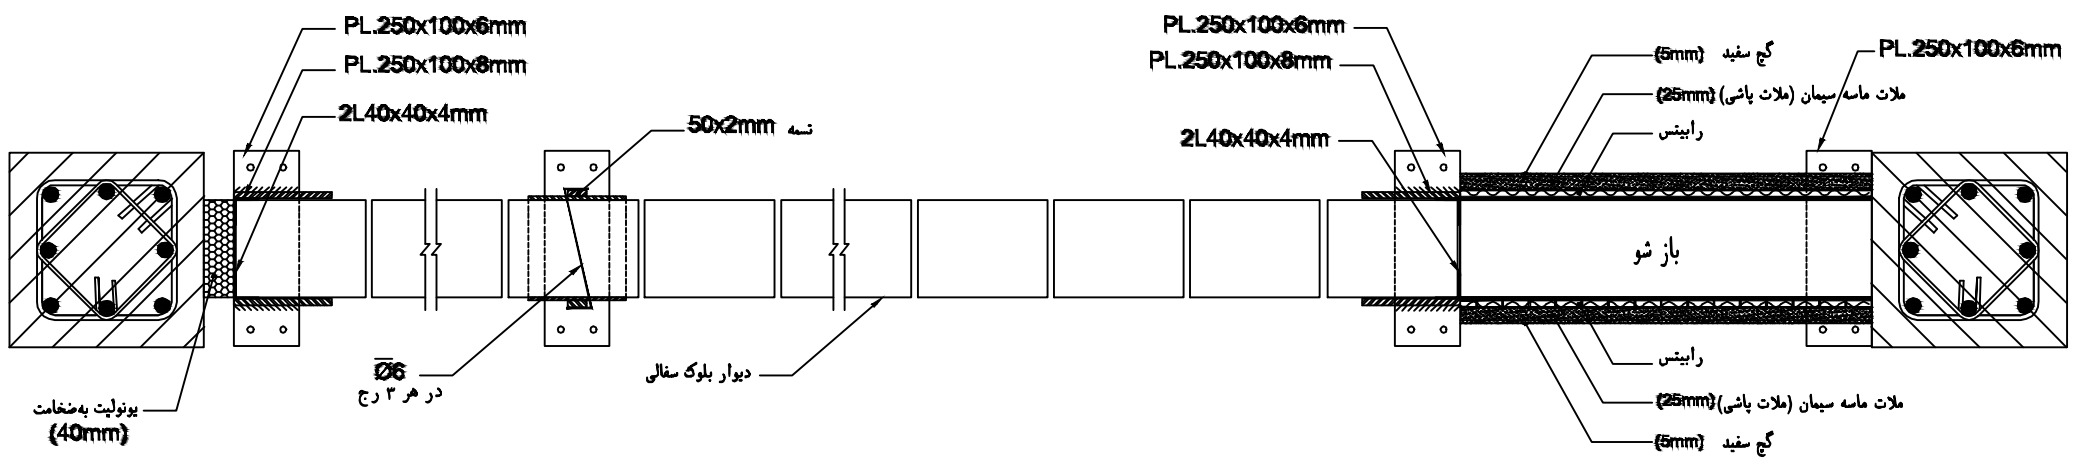 PL.250x100x6mm
PL.250x100x8mm
2L40x40x4mm
50x2mm تسمه
PL.250x100x6mm
PL.250x100x8mm
2L40x40x4mm
گچ سفید (5mm)
ملات ماسه سیمان (ملات پاشی) (25mm)
رابیتس
PL.250x100x6mm
باز شو
Ø6
در هر ۳ رج
دیوار بلوک سفالی
یونولیت به‌ضخامت
(40mm)
رابیتس
ملات ماسه سیمان (ملات پاشی) (25mm)
گچ سفید (5mm)